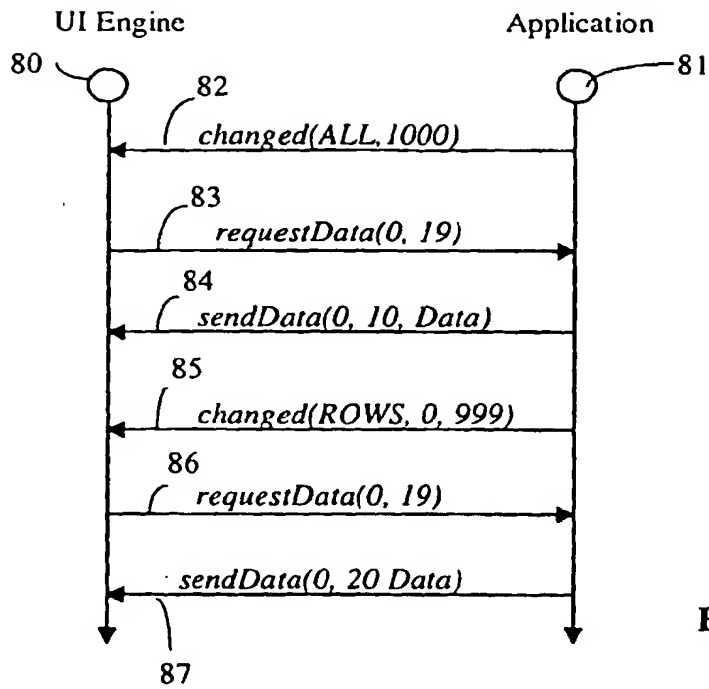 UI Engine Application
80 81
82
changed(ALL,1000)
83
requestData(0, 19)
84
sendData(0, 10, Data)
85
changed(ROWS, 0, 999)
86
requestData(0, 19)
sendData(0, 20 Data)
87